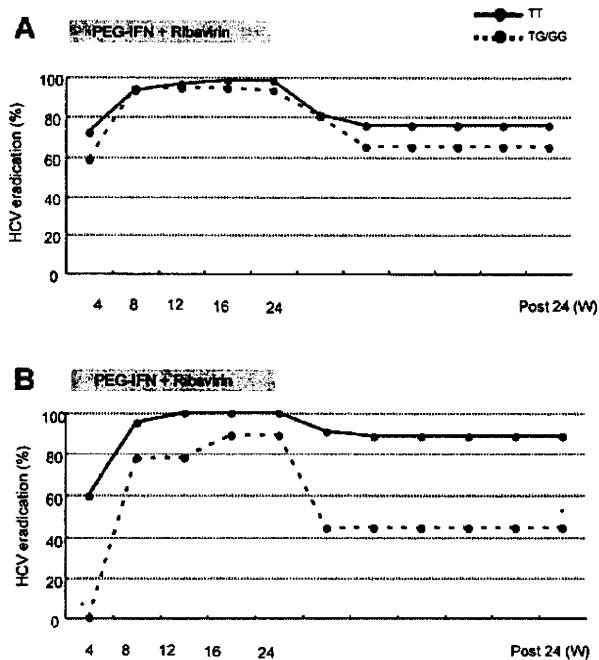 TT
TG/GG
A
PEG-IFN + Ribavirin
HCV eradication (%)
100
80
60
40
20
0
4 8 12 16 24 Post 24 (W)
B
PEG-IFN + Ribavirin
HCV eradication (%)
100
80
60
40
20
0
4 8 12 16 24 Post 24 (W)